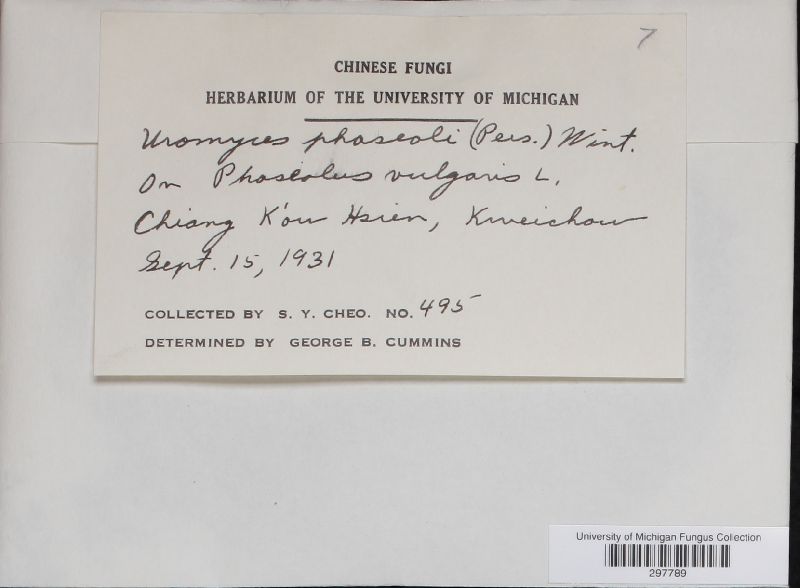 7
CHINESE FUNGI
HERBARIUM OF THE UNIVERSITY OF MICHIGAN
Uromyces phaseoli (Pers.) Wint.
On Phaseolus vulgaris L.
Chiang K'ou Hsien, Kweichow
Sept. 15, 1931
COLLECTED BY S. Y. CHEO. NO. 495
DETERMINED BY GEORGE B. CUMMINS
University of Michigan Fungus Collection
297789